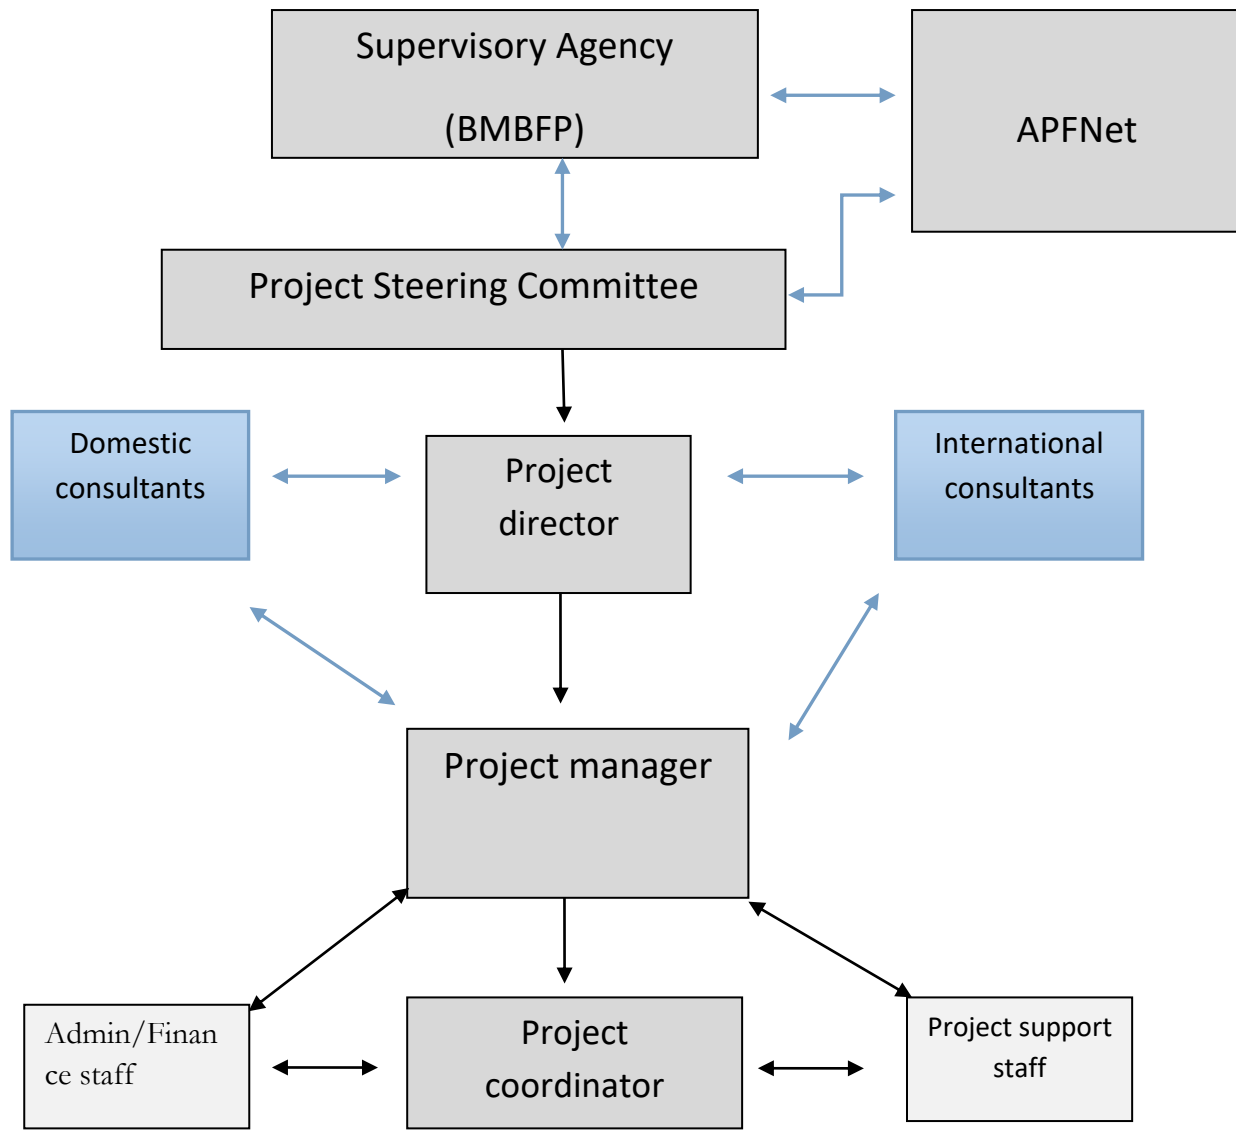 Supervisory Agency
(BMBFP)
APFNet
Project Steering Committee
Domestic
consultants
Project
director
International
consultants
Project manager
Admin/Finan
ce staff
Project
coordinator
Project support
staff